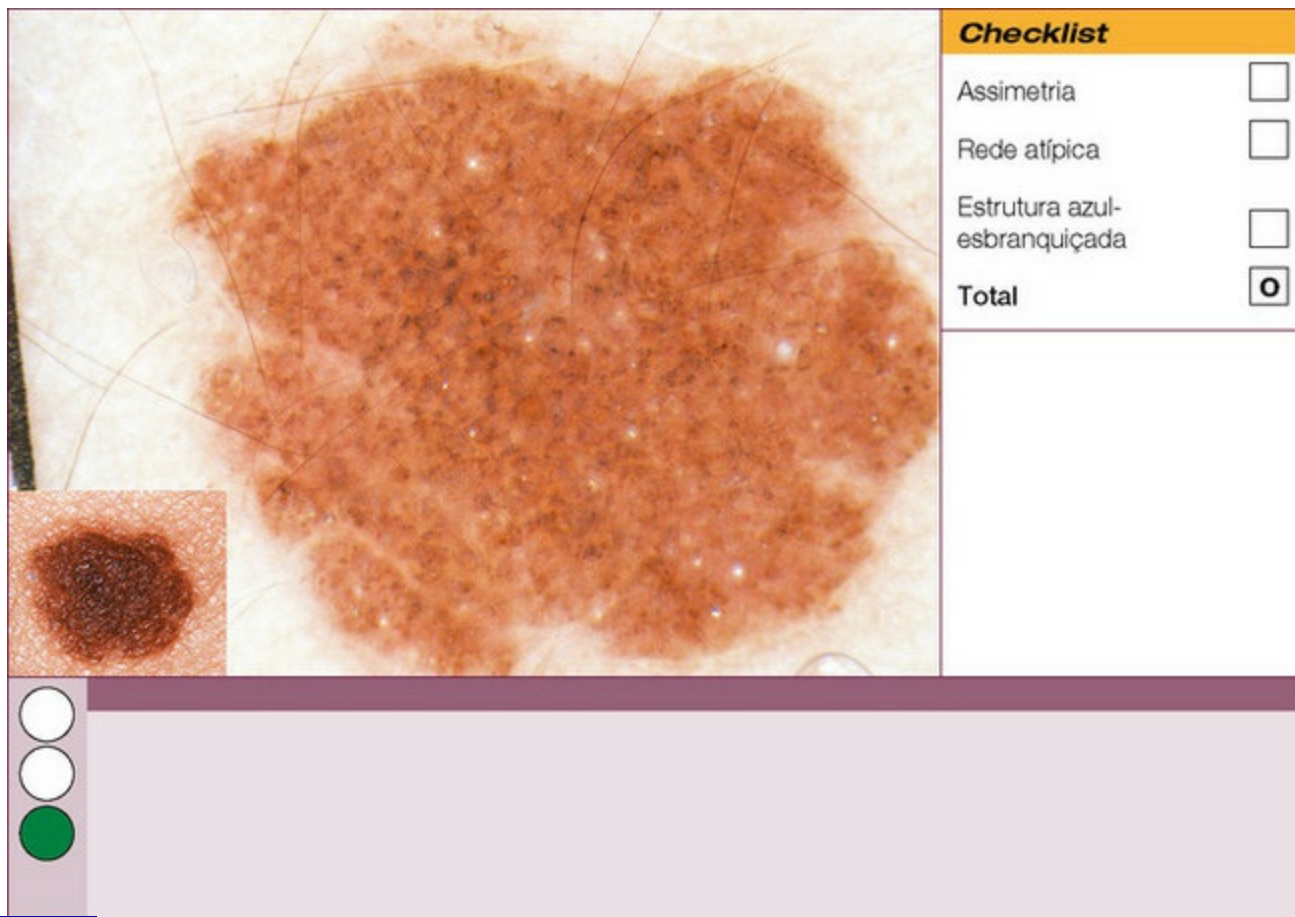 Checklist
Assimetria
Rede atípica
Estrutura azul-
esbranquiçada
Total
0